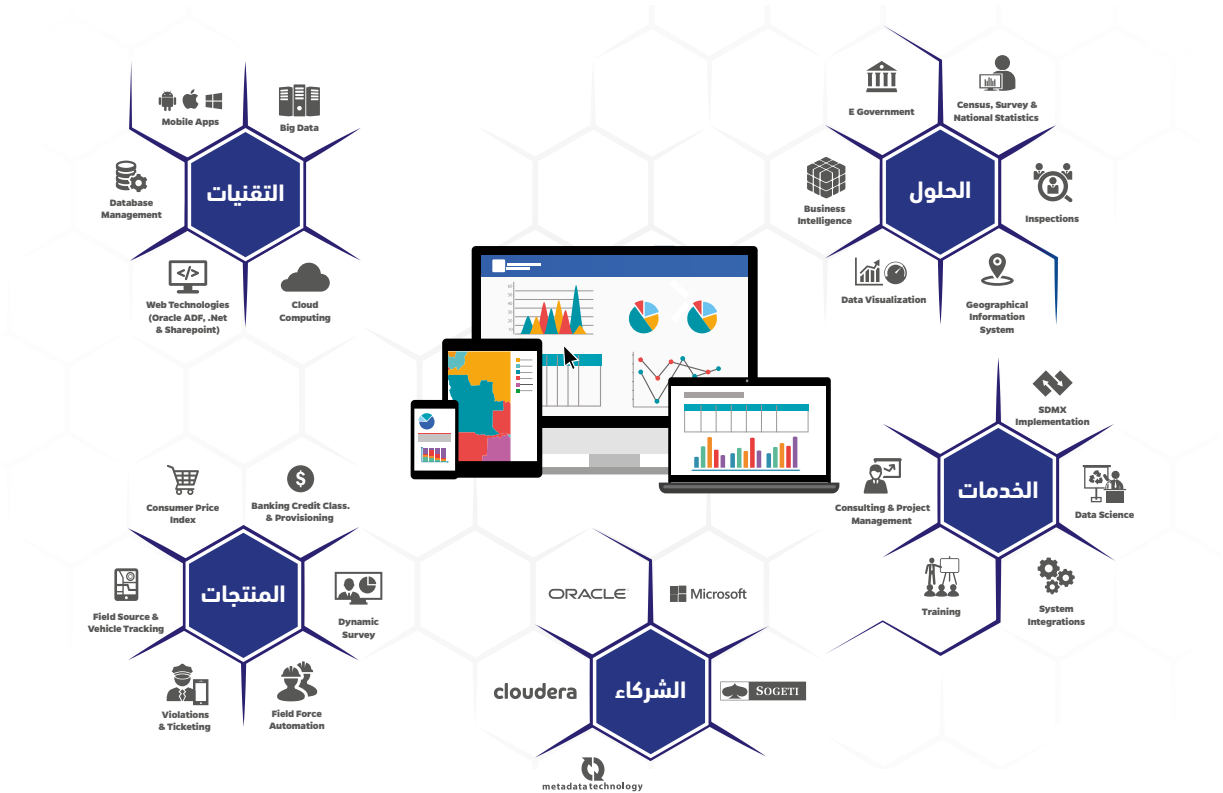 Mobile Apps
Big Data
Database
Management
التقنيات
Web Technologies
(Oracle ADF, .Net
& Sharepoint)
Cloud
Computing
E Government
Census, Survey &
National Statistics
Business
Intelligence
الحلول
Inspections
Data Visualization
Geographical
Information
System
SDMX
Implementation
Consulting & Project
Management
الخدمات
Data Science
Training
System
Integrations
Consumer Price
Index
Banking Credit Class.
& Provisioning
Field Source &
Vehicle Tracking
المنتجات
Dynamic
Survey
Violations
& Ticketing
Field Force
Automation
ORACLE
Microsoft
cloudera
الشركاء
SOGETI
metadata technology